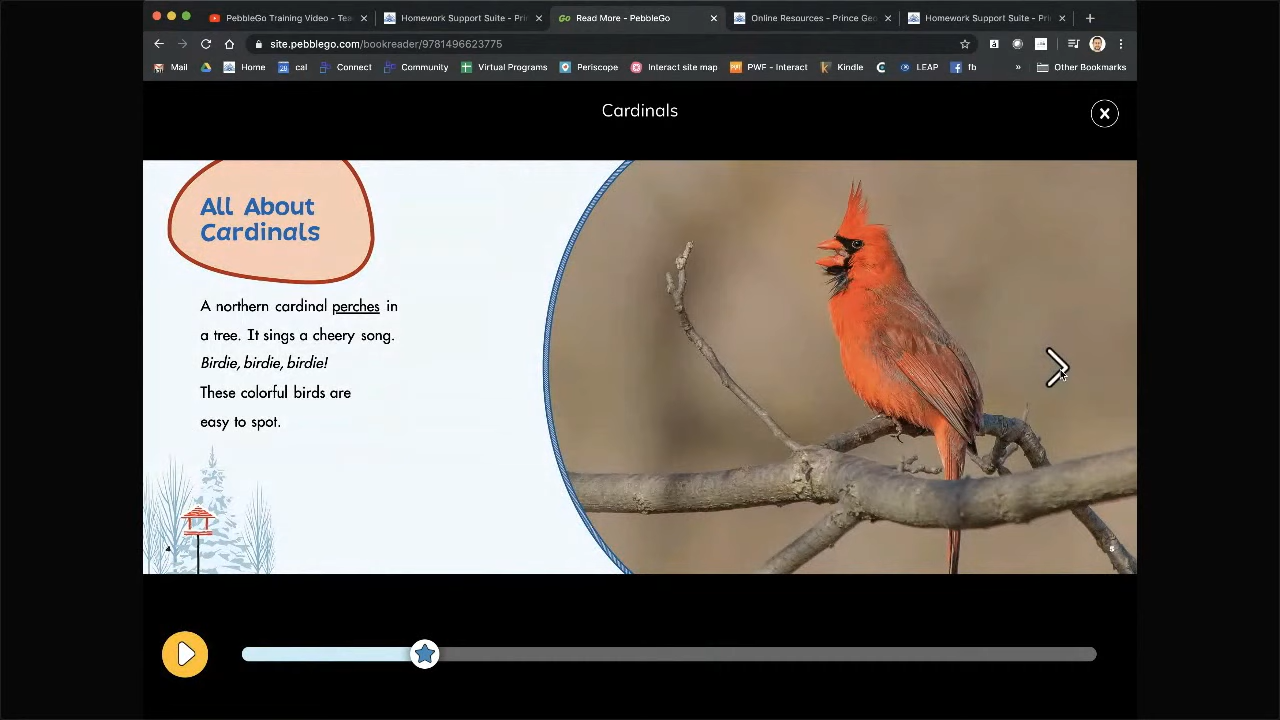 PebbleGo Training Video - Tea
Homework Support Suite - Pri
Read More - PebbleGo
Online Resources - Prince Geo
Homework Support Suite - Pri
site.pebblego.com/bookreader/9781496623775
Mail
Home
cal
Connect
Community
Virtual Programs
Periscope
Interact site map
PWF - Interact
Kindle
LEAP
fb
»
Other Bookmarks
Cardinals
All About
Cardinals
A northern cardinal perches in
a tree. It sings a cheery song.
Birdie, birdie, birdie!
These colorful birds are
easy to spot.
4
5